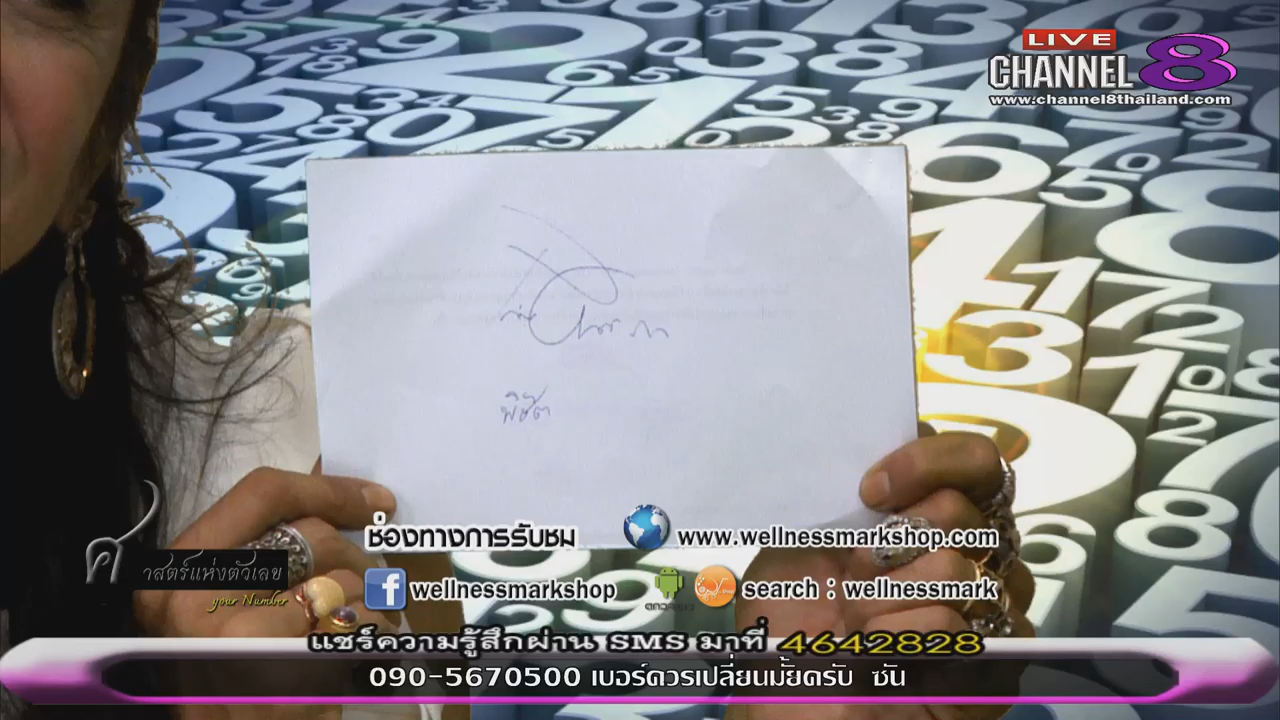 LIVE
CHANNEL 8
www.channel8thailand.com
พิชัด
ช่องทางการรับชม www.wellnessmarkshop.com
ศาสตร์แห่งตัวเลข
your Number
wellnessmarkshop search : wellnessmark
แชร์ความรู้สึกผ่าน SMS มาที่ 4642828
090-5670500 เบอร์ควรเปลี่ยนมั้ยครับ ซัน